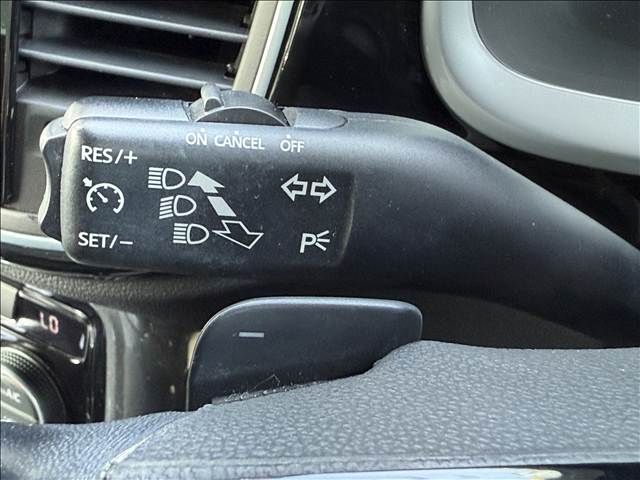 ON CANCEL OFF
RES/+
SET/−
P
LO
A/C